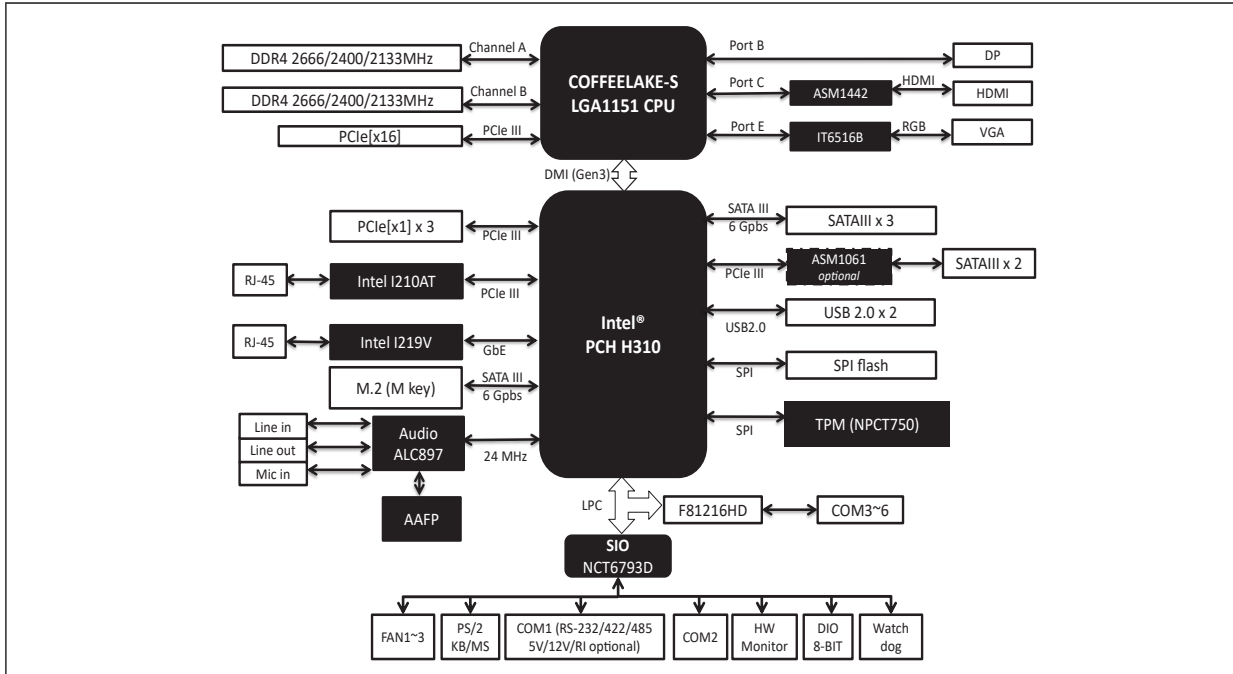 DDR4 2666/2400/2133MHz
Channel A
DDR4 2666/2400/2133MHz
Channel B
PCIe[x16]
PCIe III
COFFEELAKE-S
LGA1151 CPU
Port B
DP
Port C
ASM1442
HDMI
HDMI
Port E
IT6516B
RGB
VGA
DMI (Gen3)
PCIe[x1] x 3
PCIe III
RJ-45
Intel I210AT
PCIe III
RJ-45
Intel I219V
GbE
M.2 (M key)
SATA III
6 Gpbs
Line in
Line out
Mic in
Audio
ALC897
24 MHz
AAFP
Intel®
PCH H310
SATA III
6 Gpbs
SATAIII x 3
PCIe III
ASM1061
optional
SATAIII x 2
USB2.0
USB 2.0 x 2
SPI
SPI flash
SPI
TPM (NPCT750)
LPC
F81216HD
COM3~6
SIO
NCT6793D
FAN1~3
PS/2
KB/MS
COM1 (RS-232/422/485
5V/12V/RI optional)
COM2
HW
Monitor
DIO
8-BIT
Watch
dog